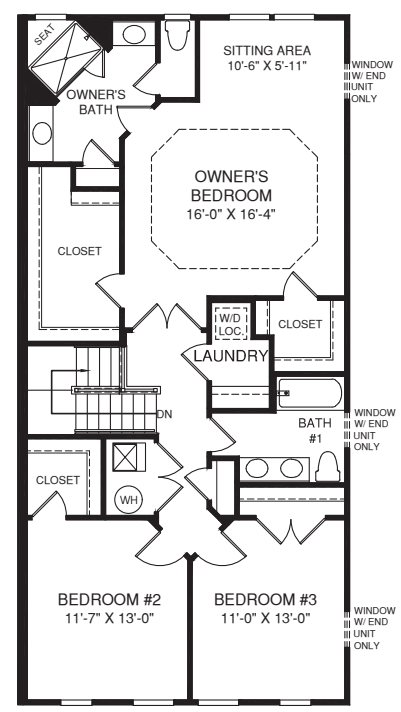 SEAT
SITTING AREA
10'-6" X 5'-11"
WINDOW
W/ END
UNIT
ONLY
OWNER'S
BATH
OWNER'S
BEDROOM
16'-0" X 16'-4"
CLOSET
W/D
LOC.
CLOSET
LAUNDRY
DN
BATH
#1
WINDOW
W/ END
UNIT
ONLY
CLOSET
WH
BEDROOM #2
11'-7" X 13'-0"
BEDROOM #3
11'-0" X 13'-0"
WINDOW
W/ END
UNIT
ONLY